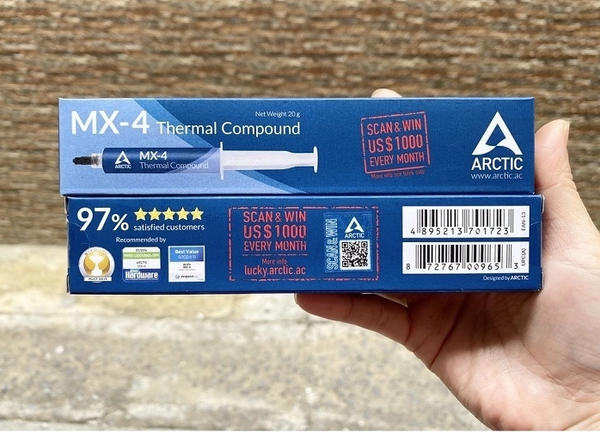 MX-4 Thermal Compound
Net Weight 20 g
ARCTIC
MX-4
Thermal Compound
SCAN & WIN
US$1000
EVERY MONTH
ARCTIC
www.arctic.ac
97%
satisfied customers
Recommended by
Hardware
Best Value
SCAN & WIN
US$1000
EVERY MONTH
More info
lucky.arctic.ac
SCAN & WIN
ARCTIC
4 895213 701723
EAN-13
8 72767 00965 3
UPC(A)
Designed by ARCTIC